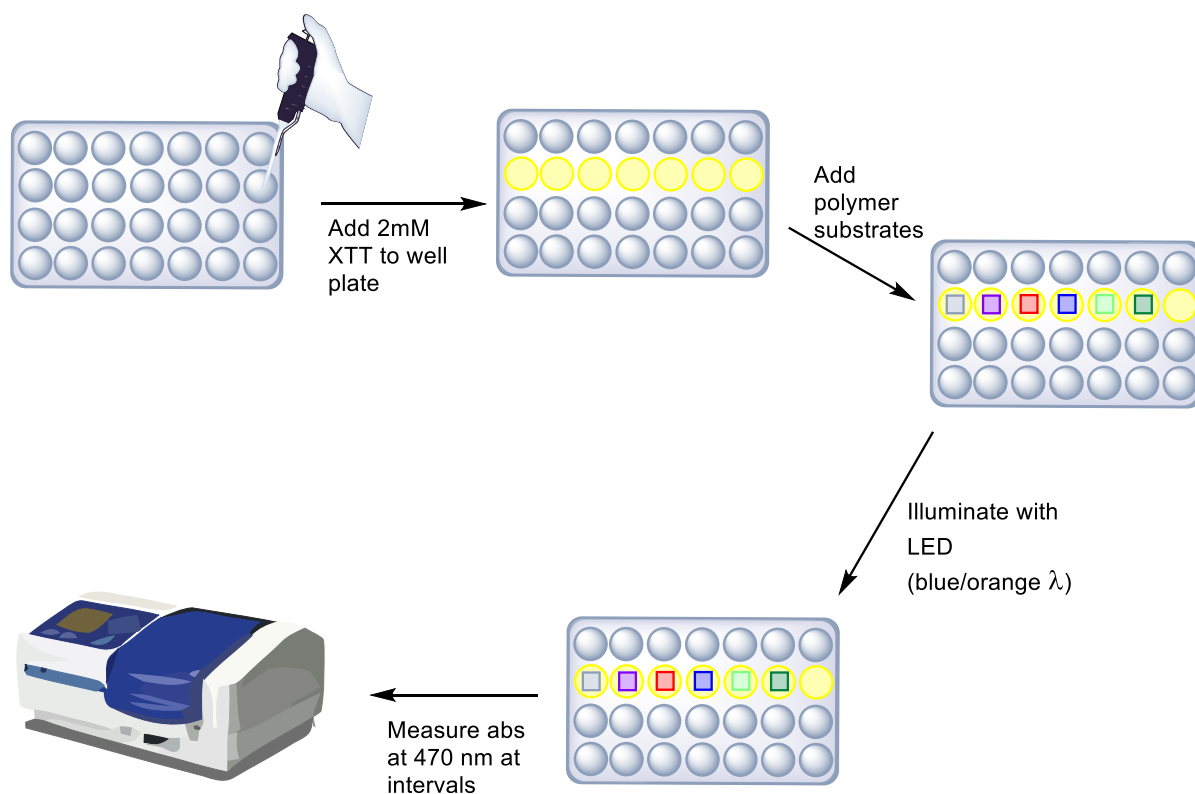 Add 2mM
XTT to well
plate
Add
polymer
substrates
Illuminate with
LED
(blue/orange λ)
Measure abs
at 470 nm at
intervals